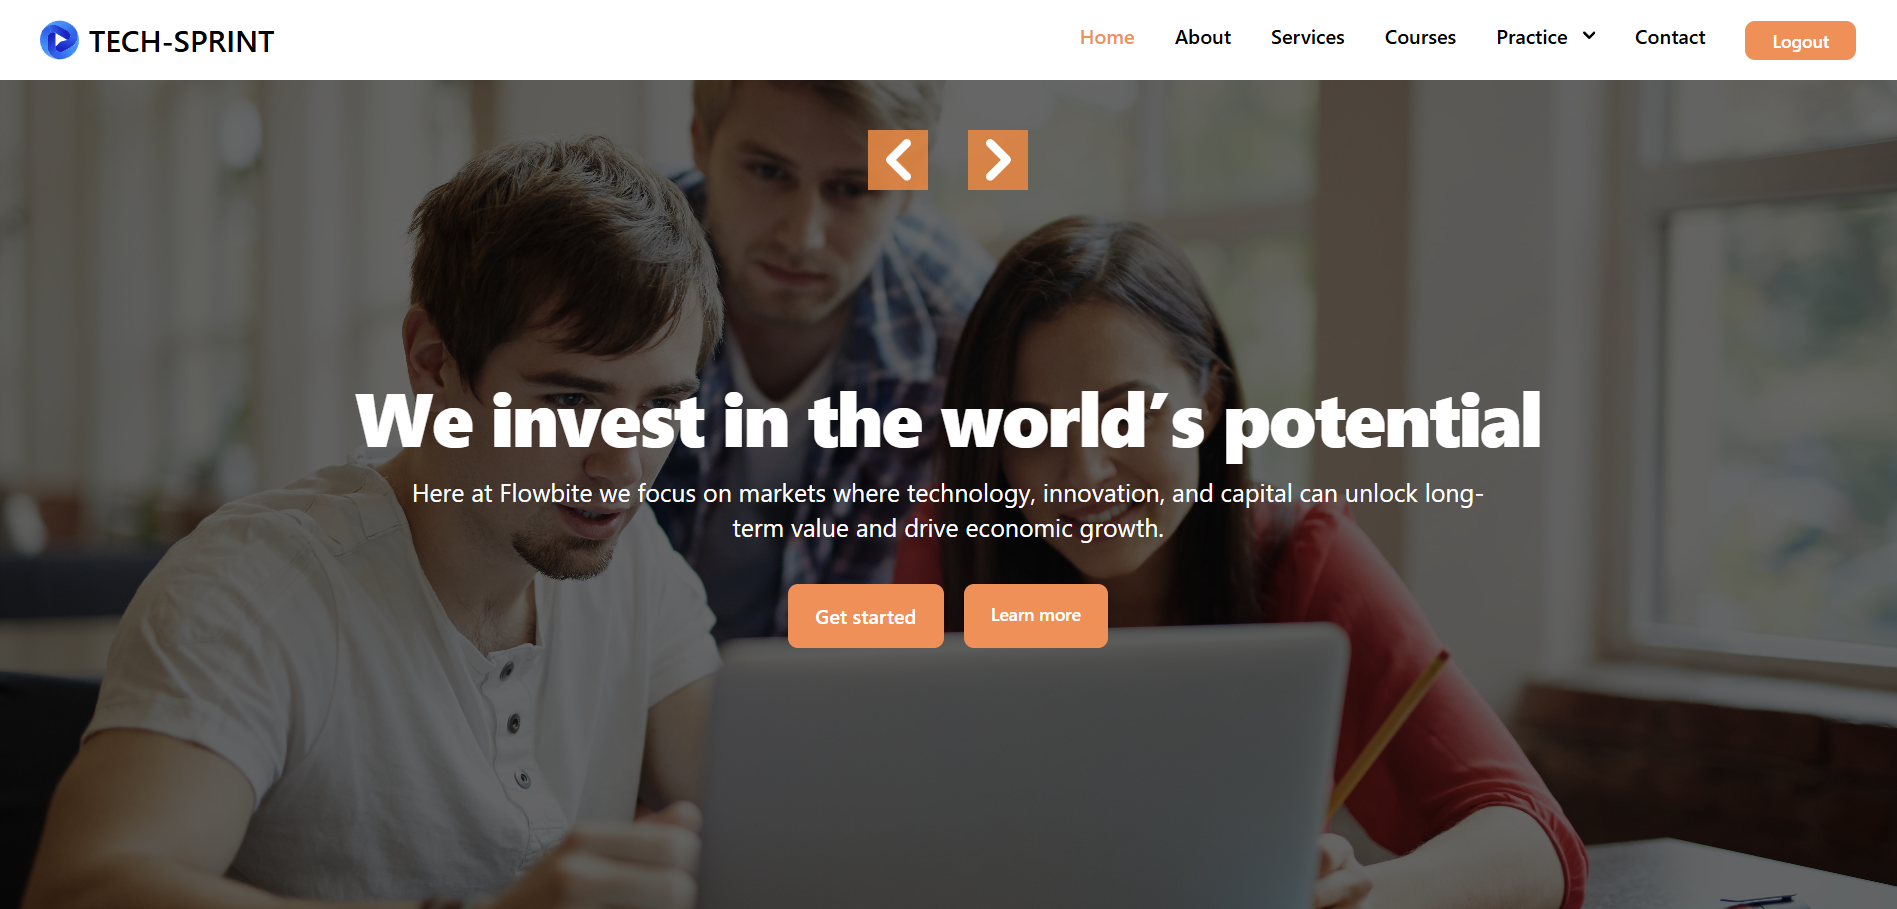 TECH-SPRINT
Home About Services Courses Practice Contact Logout
We invest in the world´s potential
Here at Flowbite we focus on markets where technology, innovation, and capital can unlock long-
term value and drive economic growth.
Get started Learn more